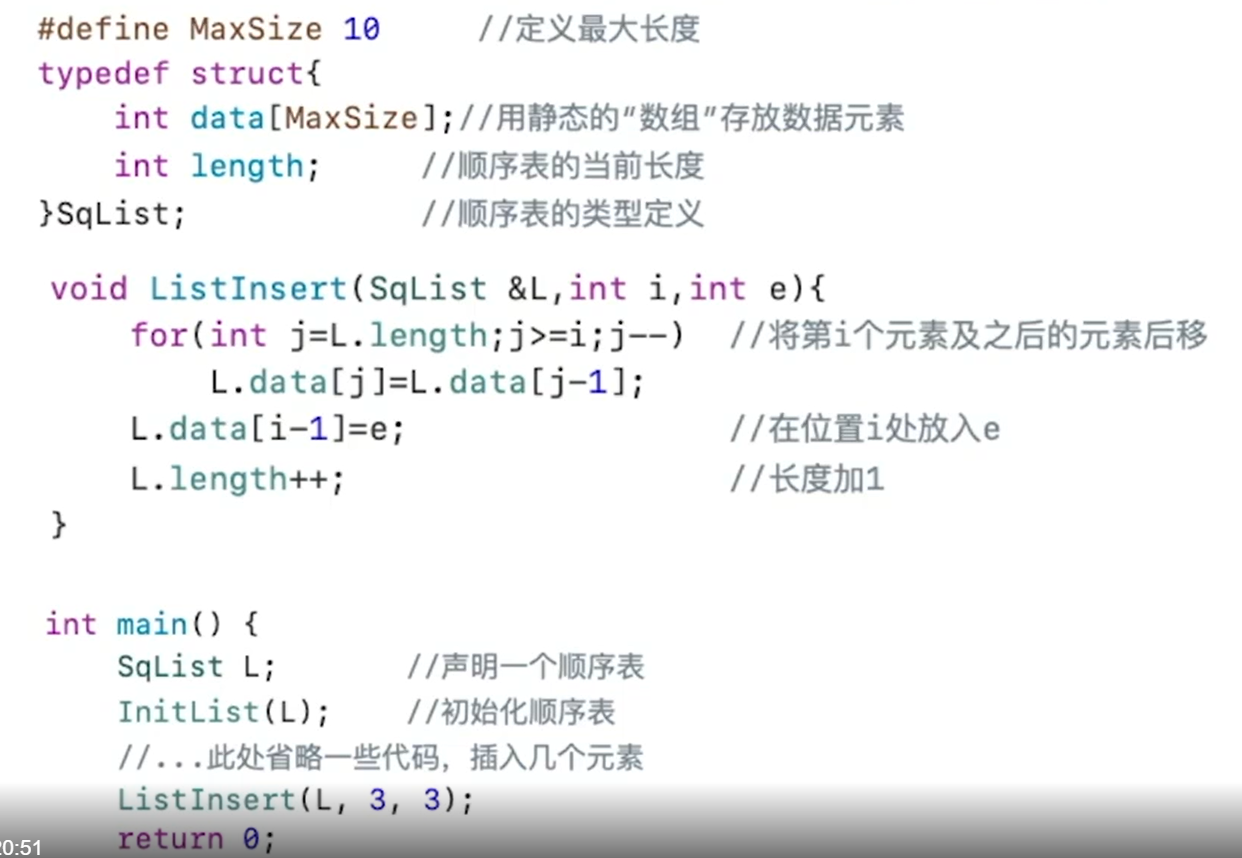 #define MaxSize 10 //定义最大长度
typedef struct{
int data[MaxSize];//用静态的“数组”存放数据元素
int length; //顺序表的当前长度
}SqList; //顺序表的类型定义
void ListInsert(SqList &L,int i,int e){
for(int j=L.length;j>=i;j--) //将第i个元素及之后的元素后移
L.data[j]=L.data[j-1];
L.data[i-1]=e; //在位置i处放入e
L.length++; //长度加1
}
int main() {
SqList L; //声明一个顺序表
InitList(L); //初始化顺序表
//...此处省略一些代码，插入几个元素
ListInsert(L, 3, 3);
return 0;
20:51